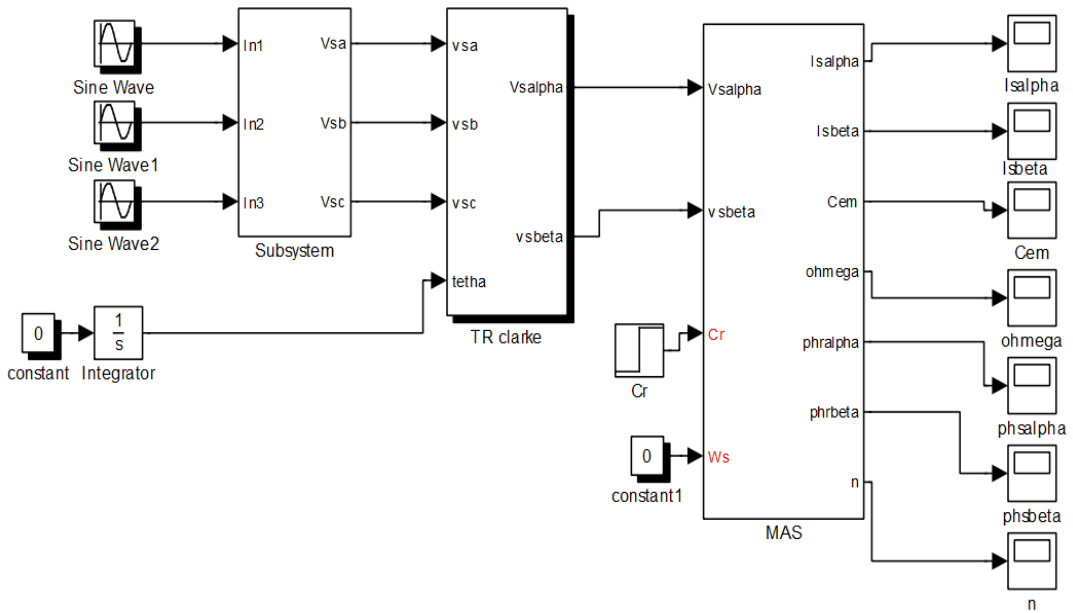 Sine Wave
Sine Wave1
Sine Wave2
In1
In2
In3
Vsa
Vsb
Vsc
Subsystem
0
constant
1
s
Integrator
vsa
vsb
vsc
tetha
Vsalpha
vsbeta
TR clarke
Cr
0
constant1
Vsalpha
vsbeta
Cr
Ws
Isalpha
Isbeta
Cem
ohmega
phralpha
phrbeta
n
MAS
Isalpha
Isbeta
Cem
ohmega
phsalpha
phsbeta
n